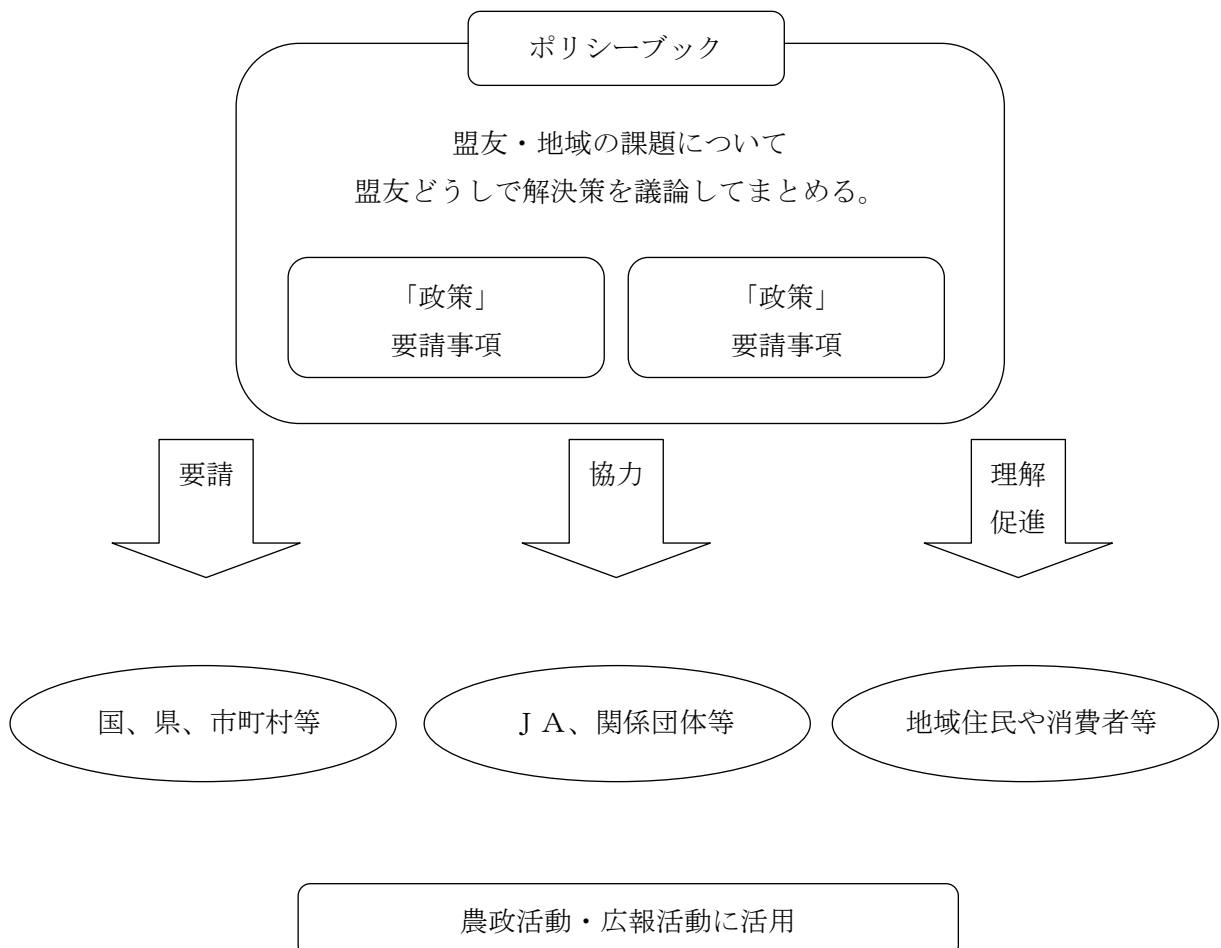 ポリシーブック
盟友・地域の課題について
盟友どうしで解決策を議論してまとめる。
「政策」
要請事項
「政策」
要請事項
要請
協力
理解
促進
国、県、市町村等
ＪＡ、関係団体等
地域住民や消費者等
農政活動・広報活動に活用